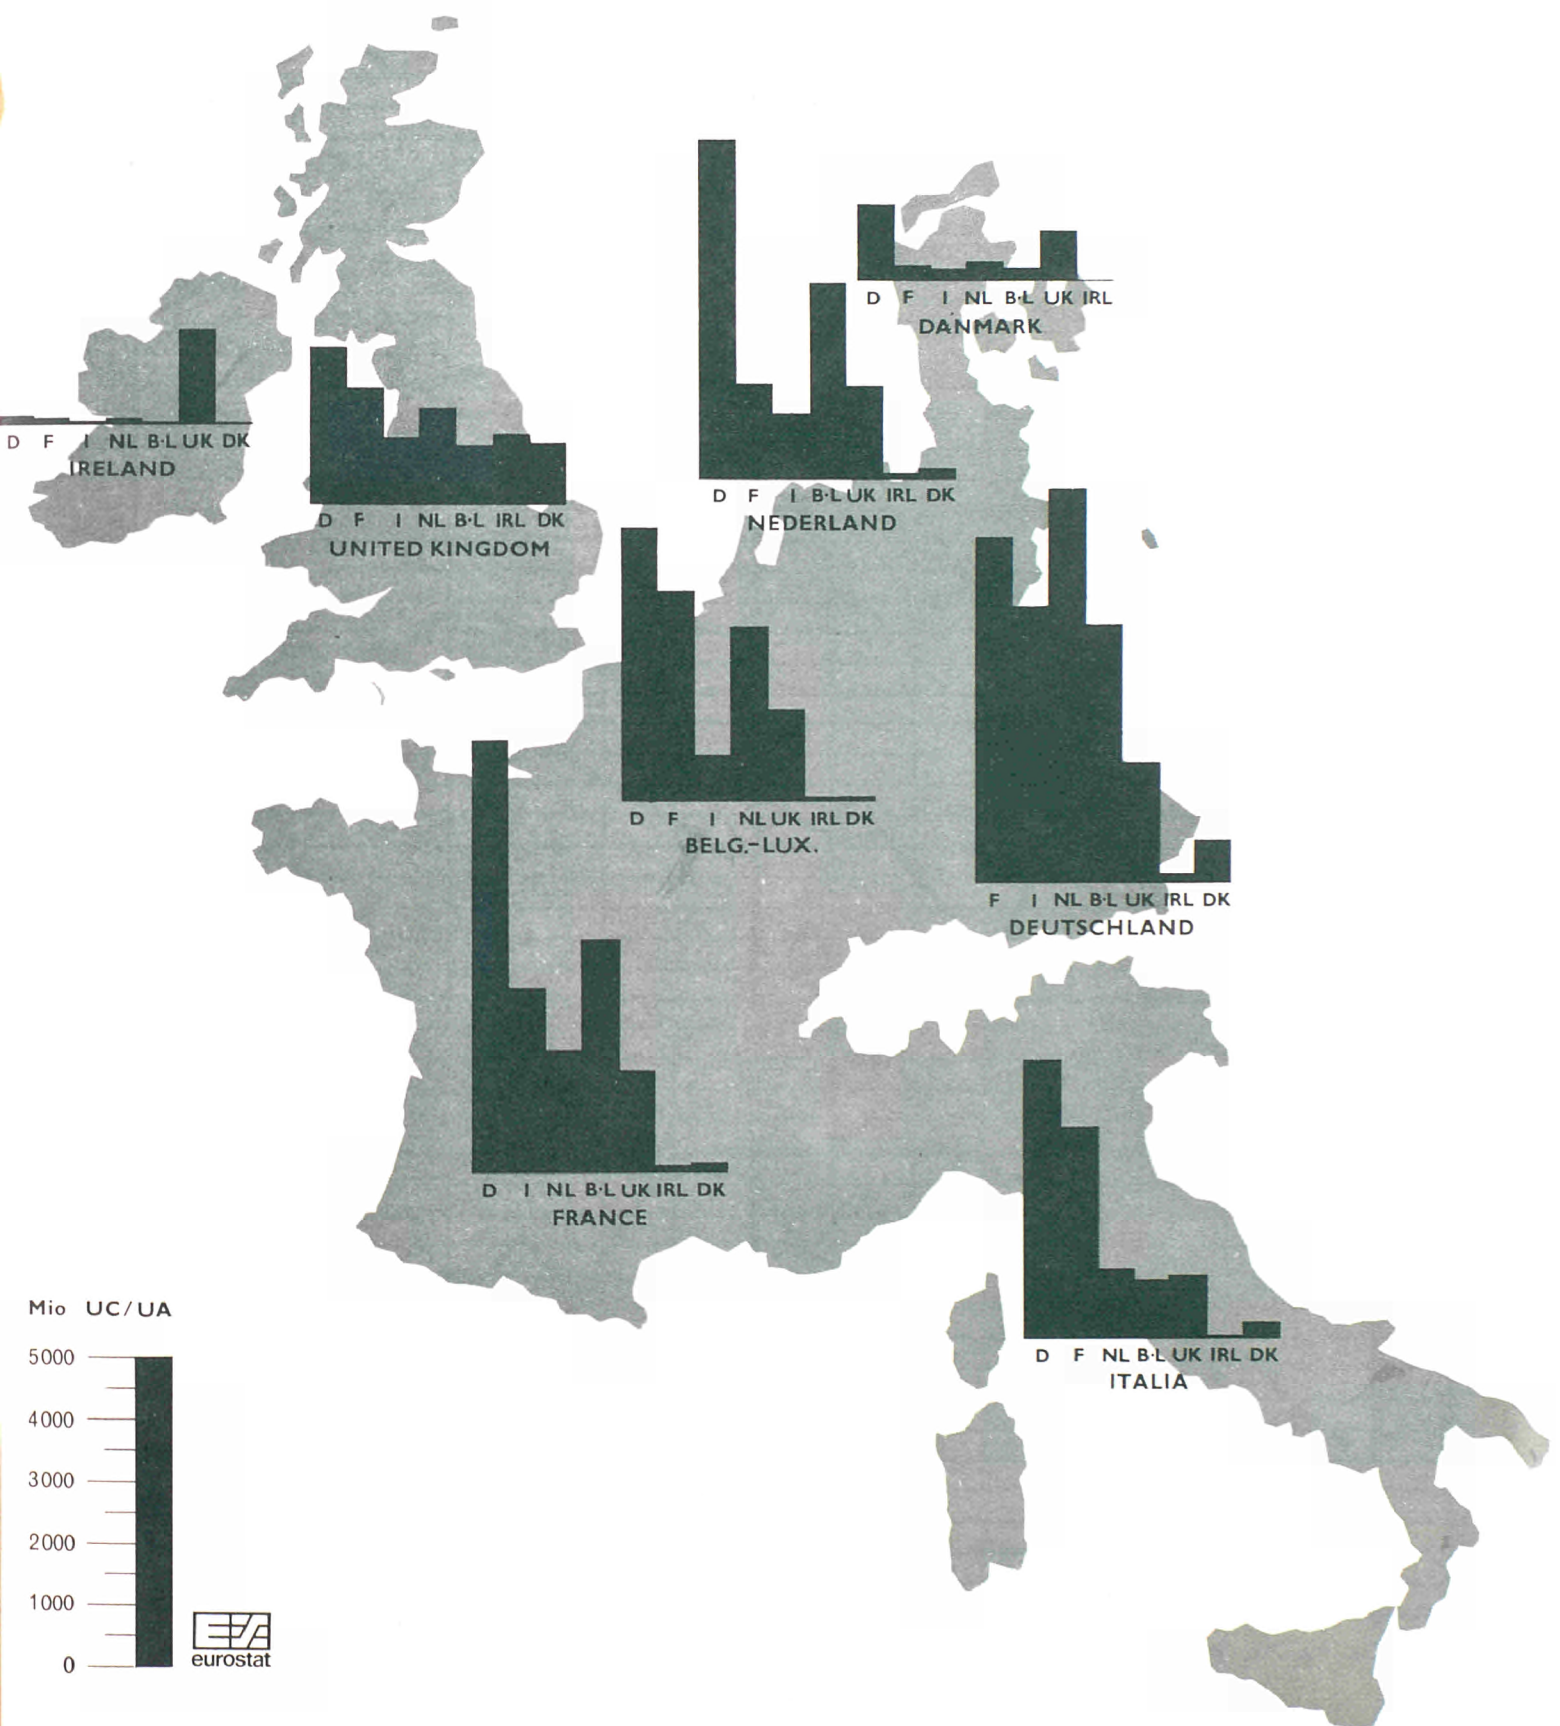 D F I NL B·L UK IRL
DANMARK
D F I NL B·L UK DK
IRELAND
D F I B·L UK IRL DK
NEDERLAND
D F I NL B·L IRL DK
UNITED KINGDOM
D F I NL UK IRL DK
BELG.-LUX.
F I NL B·L UK IRL DK
DEUTSCHLAND
D I NL B·L UK IRL DK
FRANCE
D F NL B·L UK IRL DK
ITALIA
Mio UC/UA
5000
4000
3000
2000
1000
0
eurostat